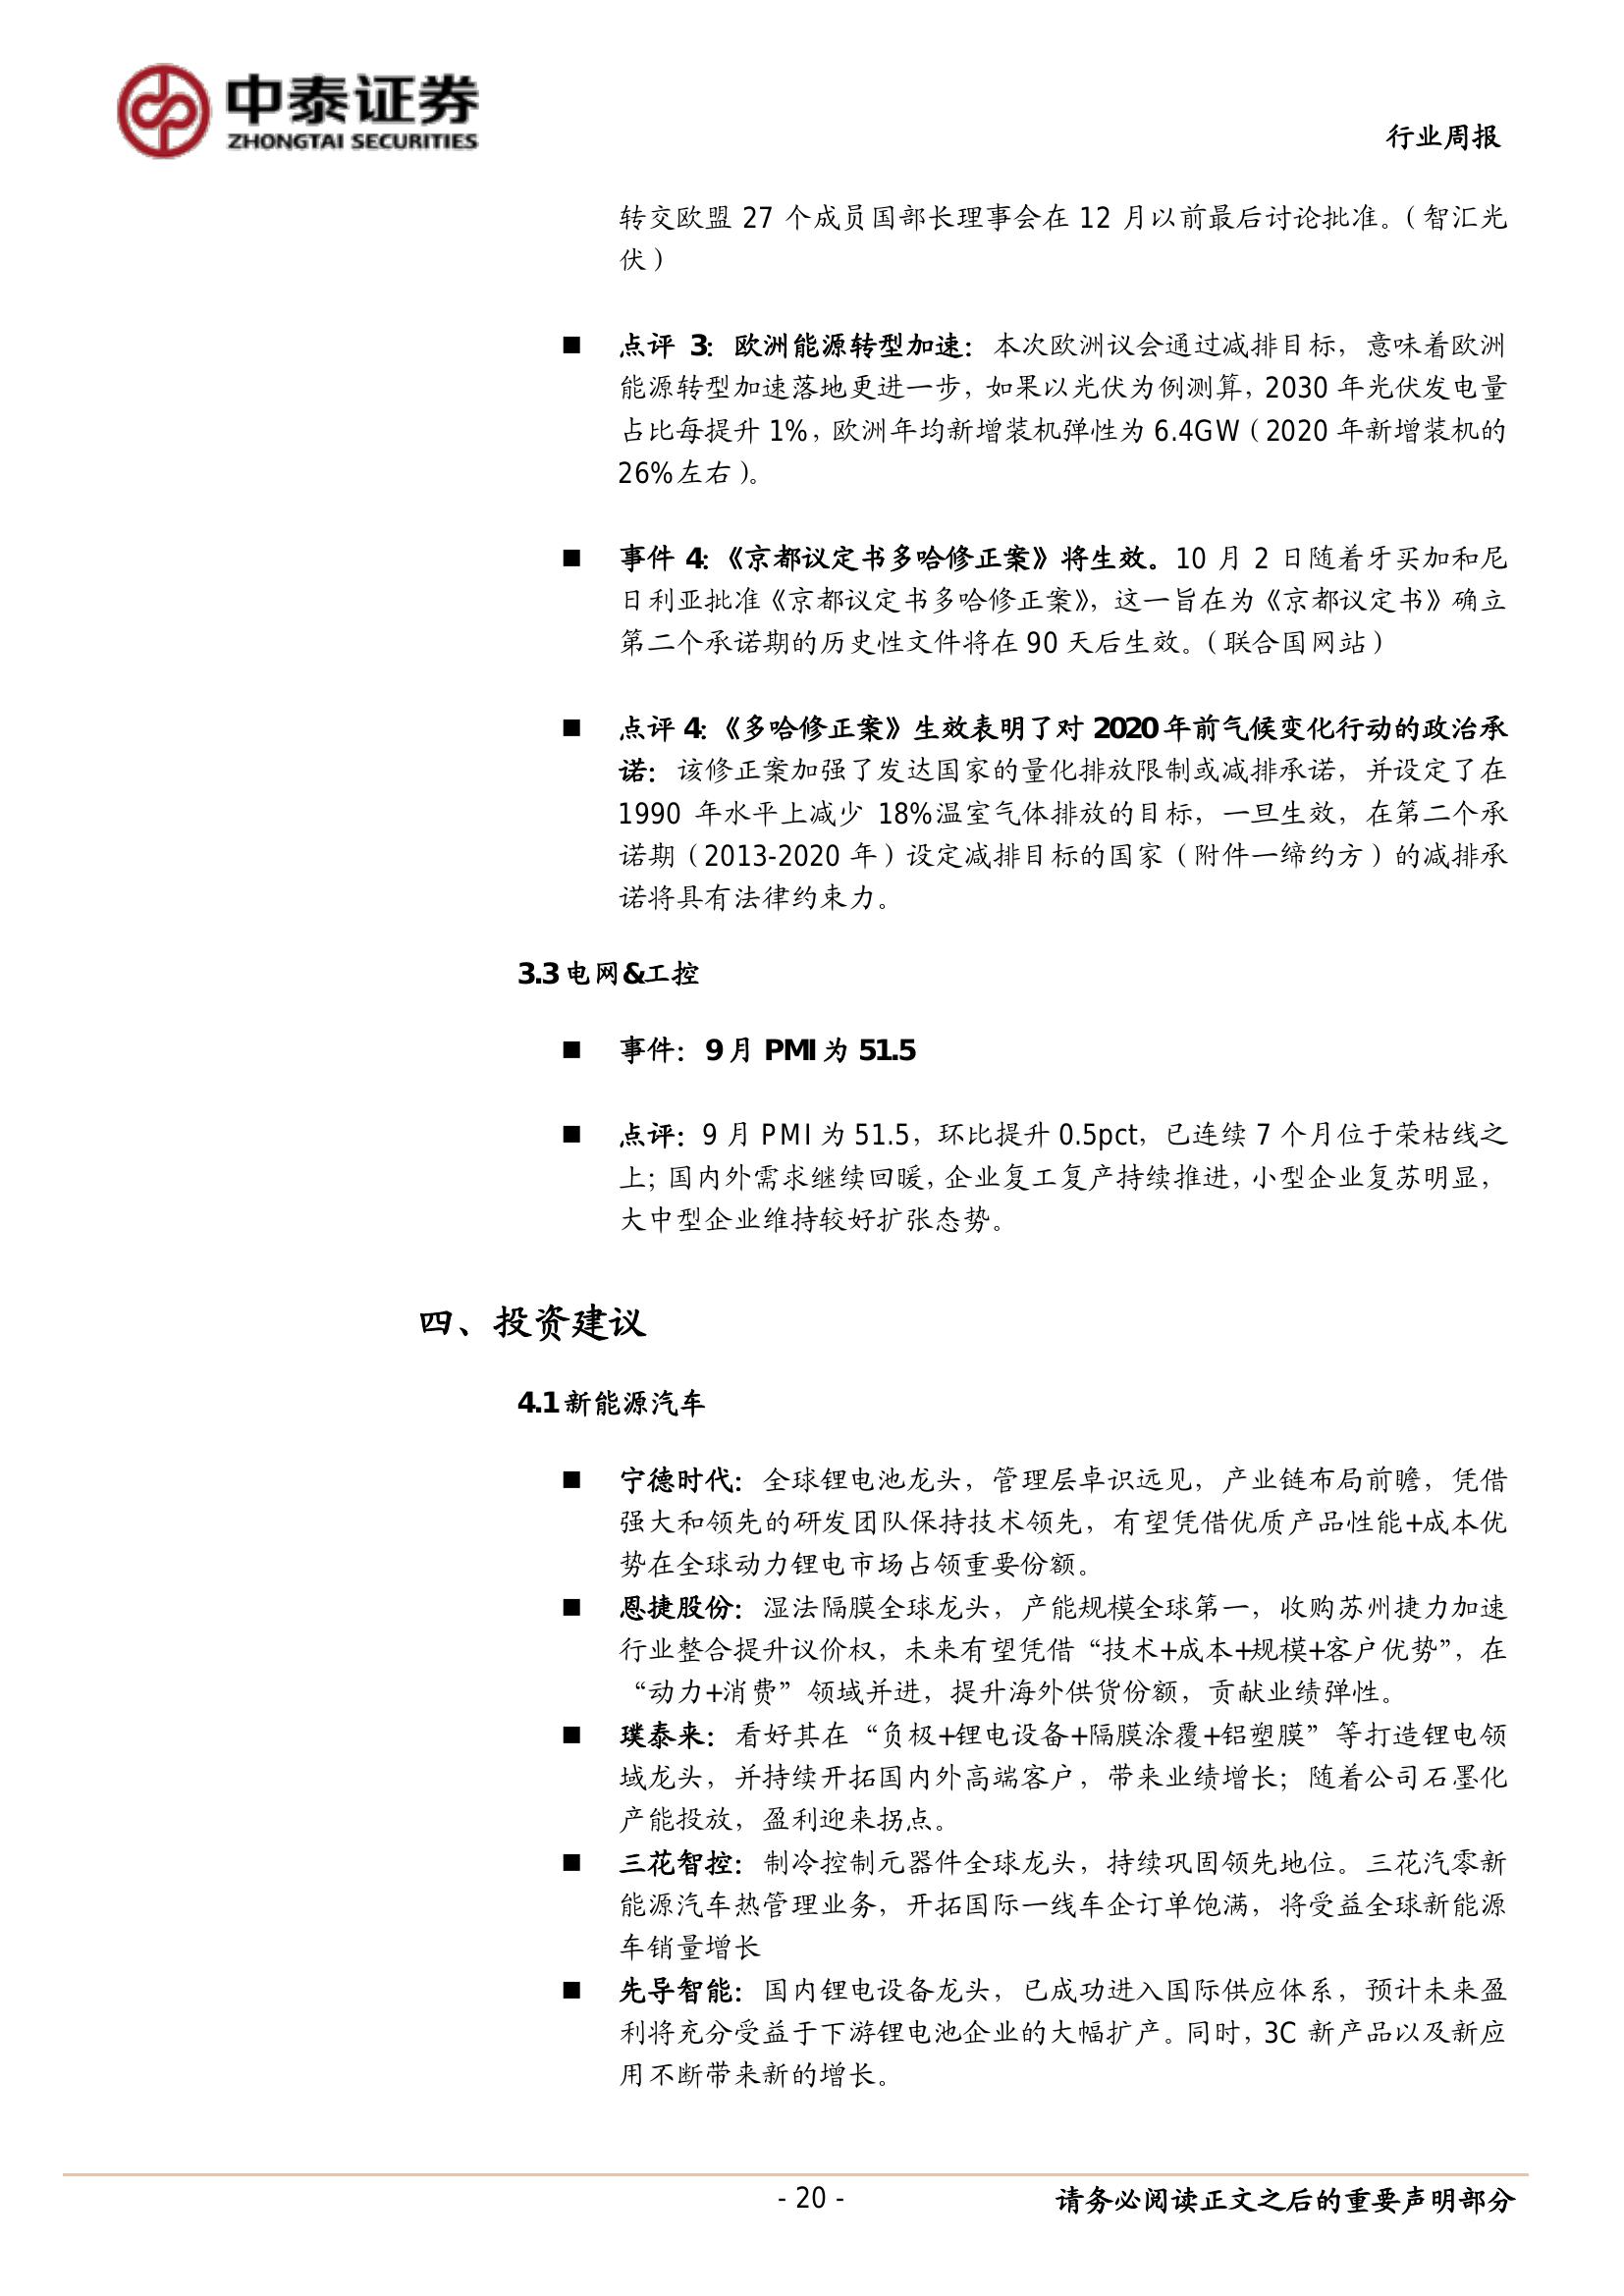 中泰证券
ZHONGTAI SECURITIES
行业周报
转交欧盟 27 个成员国部长理事会在 12 月以前最后讨论批准。（智汇光
伏）
■ 点评 3：欧洲能源转型加速：本次欧洲议会通过减排目标，意味着欧洲
能源转型加速落地更进一步，如果以光伏为例测算，2030 年光伏发电量
占比每提升 1%，欧洲年均新增装机弹性为 6.4GW（2020 年新增装机的
26%左右）。
■ 事件 4：《京都议定书多哈修正案》将生效。10 月 2 日随着牙买加和尼
日利亚批准《京都议定书多哈修正案》，这一旨在为《京都议定书》确立
第二个承诺期的历史性文件将在 90 天后生效。（联合国网站）
■ 点评 4：《多哈修正案》生效表明了对 2020 年前气候变化行动的政治承
诺：该修正案加强了发达国家的量化排放限制或减排承诺，并设定了在
1990 年水平上减少 18%温室气体排放的目标，一旦生效，在第二个承
诺期（2013-2020 年）设定减排目标的国家（附件一缔约方）的减排承
诺将具有法律约束力。
3.3 电网&工控
■ 事件：9 月 PMI 为 51.5
■ 点评：9 月 PMI 为 51.5，环比提升 0.5pct，已连续 7 个月位于荣枯线之
上；国内外需求继续回暖，企业复工复产持续推进，小型企业复苏明显，
大中型企业维持较好扩张态势。
四、投资建议
4.1 新能源汽车
■ 宁德时代：全球锂电池龙头，管理层卓识远见，产业链布局前瞻，凭借
强大和领先的研发团队保持技术领先，有望凭借优质产品性能+成本优
势在全球动力锂电市场占领重要份额。
■ 恩捷股份：湿法隔膜全球龙头，产能规模全球第一，收购苏州捷力加速
行业整合提升议价权，未来有望凭借“技术+成本+规模+客户优势”，在
“动力+消费”领域并进，提升海外供货份额，贡献业绩弹性。
■ 璞泰来：看好其在“负极+锂电设备+隔膜涂覆+铝塑膜”等打造锂电领
域龙头，并持续开拓国内外高端客户，带来业绩增长；随着公司石墨化
产能投放，盈利迎来拐点。
■ 三花智控：制冷控制元器件全球龙头，持续巩固领先地位。三花汽零新
能源汽车热管理业务，开拓国际一线车企订单饱满，将受益全球新能源
车销量增长
■ 先导智能：国内锂电设备龙头，已成功进入国际供应体系，预计未来盈
利将充分受益于下游锂电池企业的大幅扩产。同时，3C 新产品以及新应
用不断带来新的增长。
- 20 -
请务必阅读正文之后的重要声明部分